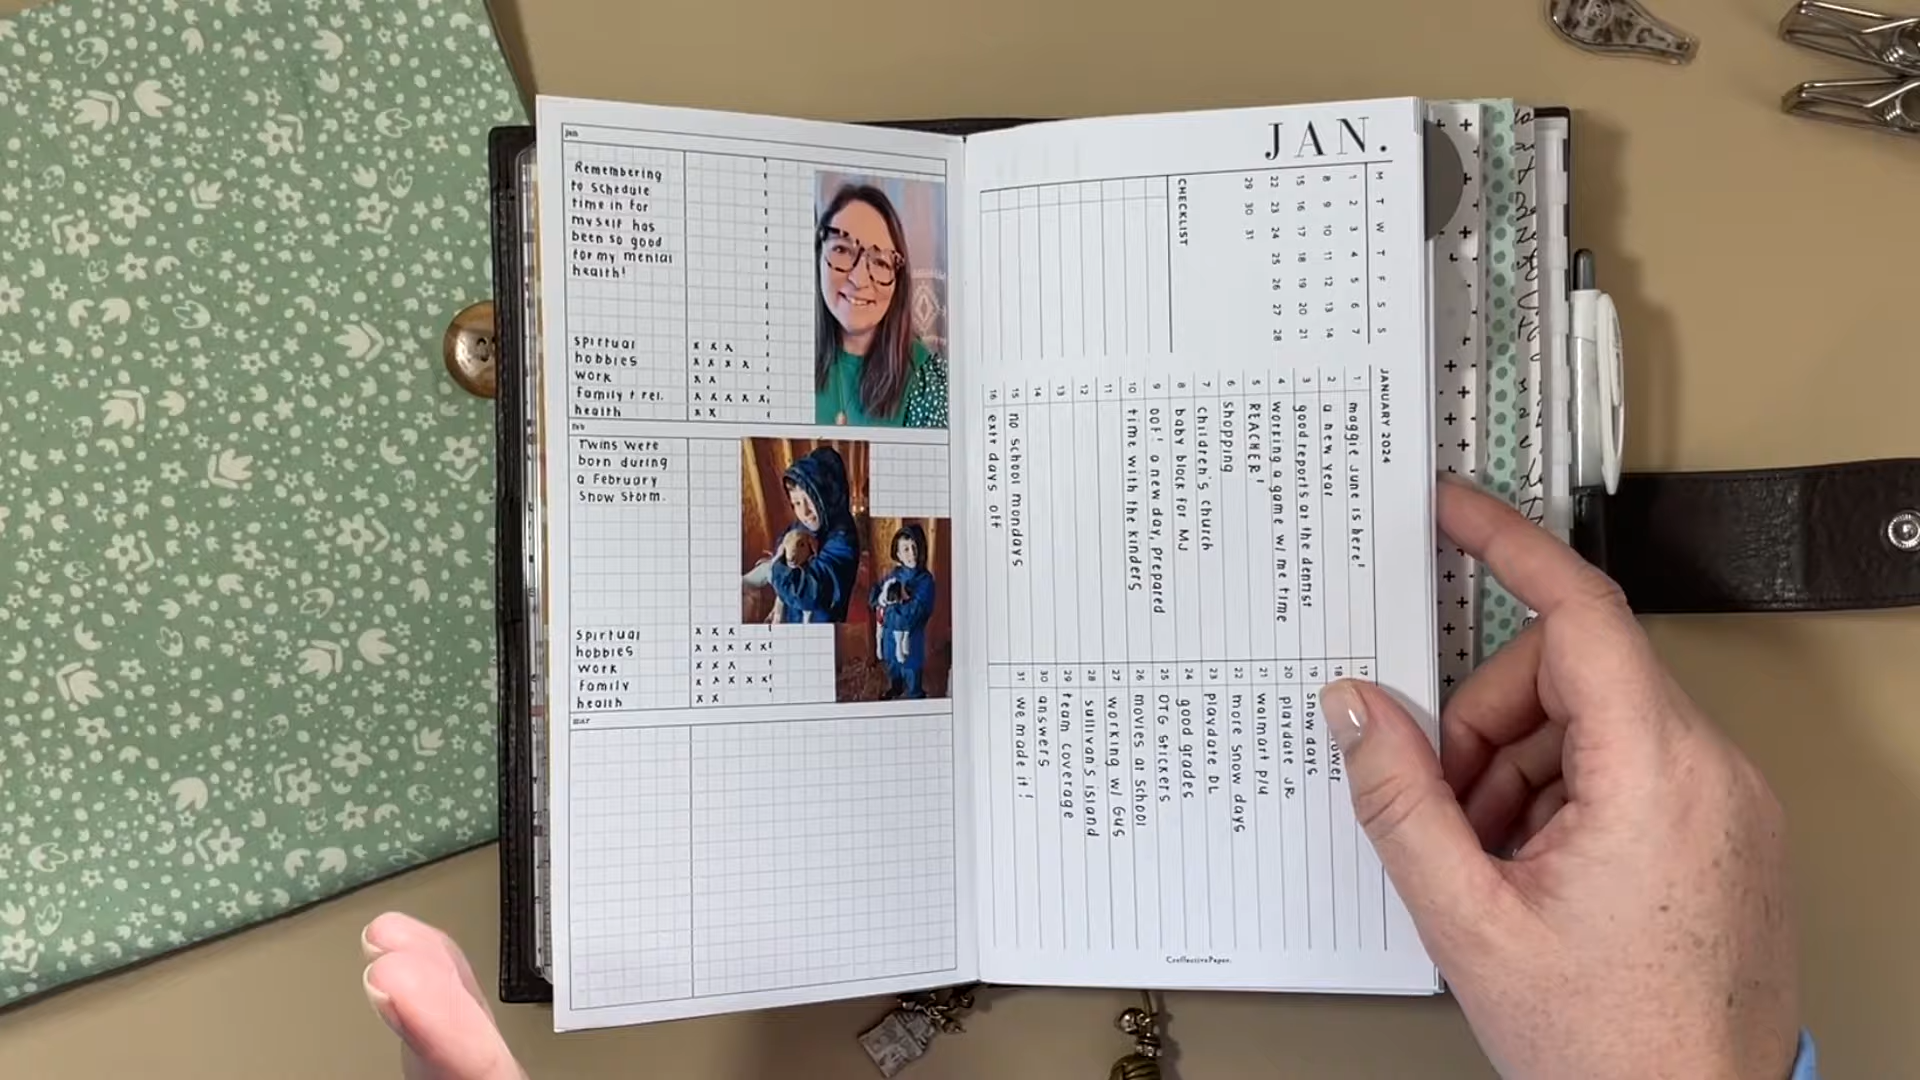 jan
Remembering
to schedule
time in for
myself has
been so good
for my mental
health!
spirtual x x x
hobbies x x x x
work x x
family + rel. x x x x x
health x x
feb
Twins were
born during
a February
snow storm.
spirtual x x x
hobbies x x x x x
work x x x
family x x x x x
health x x
mar
JAN.
M T W T F S S
1 2 3 4 5 6 7
8 9 10 11 12 13 14
15 16 17 18 19 20 21
22 23 24 25 26 27 28
29 30 31
CHECKLIST
JANUARY 2024
1 maggie June is here!
2 a new year
3 good reports at the dentist
4 working a game w/ me time
5 REACHER!
6 shopping
7 children's church
8 baby block for MJ
9 oof! a new day, prepared
10 time with the kinders
11
12
13
14
15 no school mondays
16 extr days off
17
18
19 snow days
20 playdate JR
21 walmart p/u
22 more snow days
23 playdate DL
24 good grades
25 OTG stickers
26 movies at school
27 working w/ Gus
28 sullivan's island
29 team coverage
30 answers
31 we made it!
CreffectivePaper.